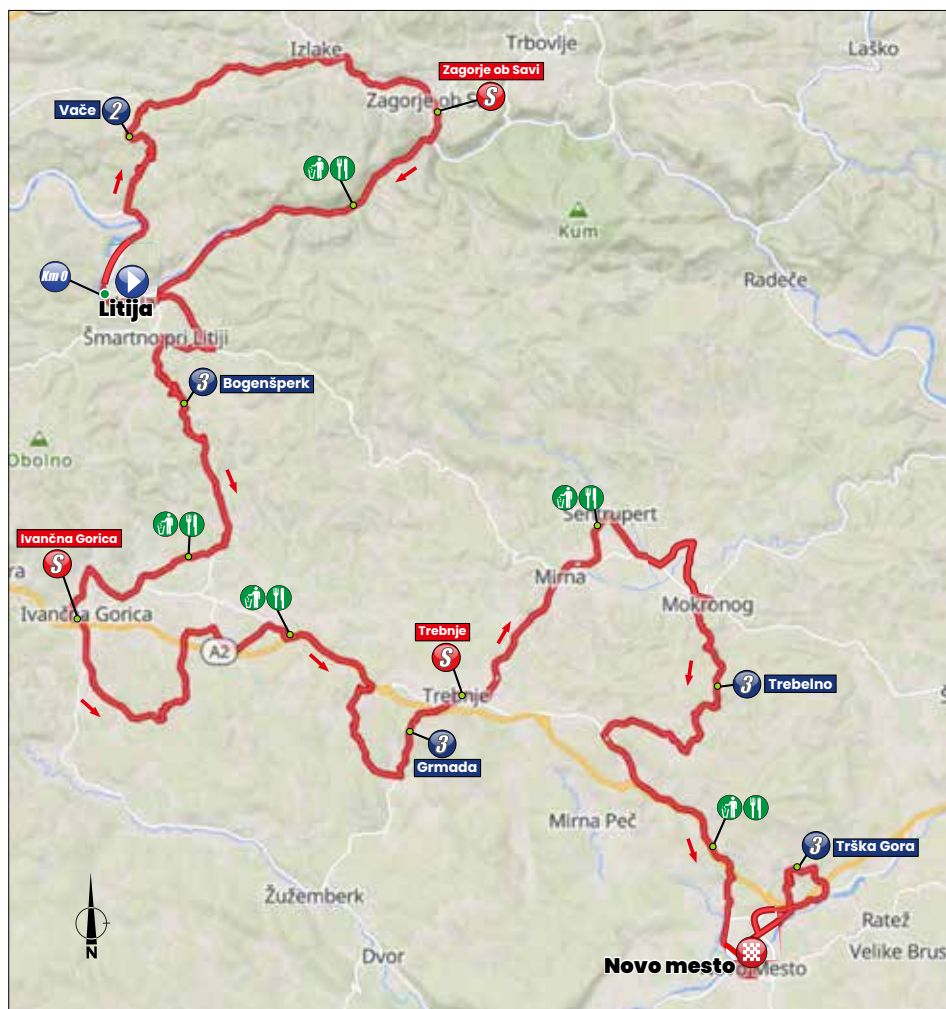 Izlake
Trbovlje
Laško
Zagorje ob Savi
S
Zagorje ob S
Vače
2
Kum
Radeče
Km 0
Litija
Šmartno pri Litiji
3
Bogenšperk
Obolno
Ivančna Gorica
S
ra
Ivančna Gorica
A2
Šentrupert
Mirna
Mokronog
Trebnje
S
Trebnje
3
Trebelno
3
Grmada
Mirna Peč
3
Trška Gora
Žužemberk
Ratež
N
Dvor
Velike Brus
Novo mesto
Mesto